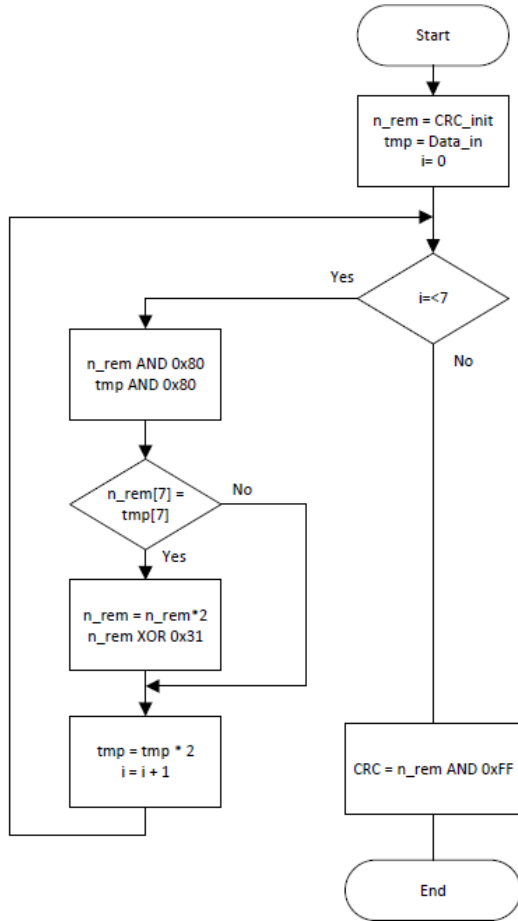 Start
n_rem = CRC_init
tmp = Data_in
i= 0
i=<7
Yes
No
n_rem AND 0x80
tmp AND 0x80
n_rem[7] =
tmp[7]
No
Yes
n_rem = n_rem*2
n_rem XOR 0x31
tmp = tmp * 2
i = i + 1
CRC = n_rem AND 0xFF
End